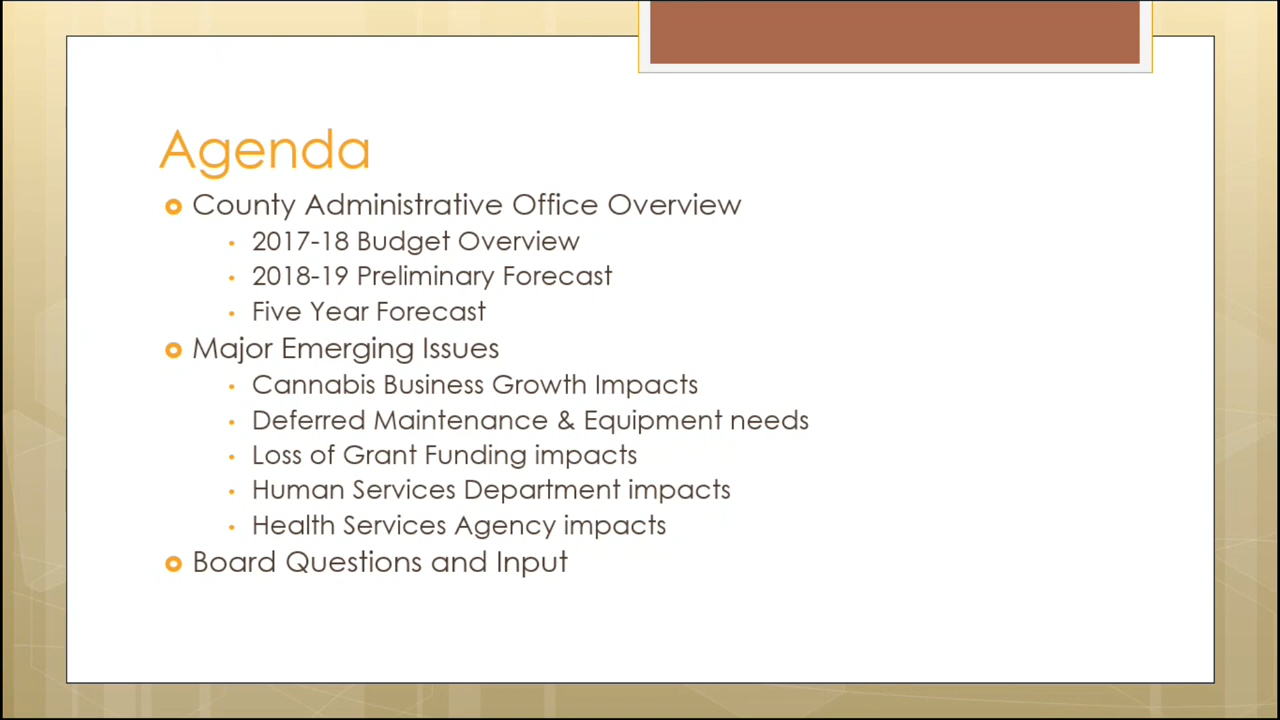 Agenda
County Administrative Office Overview
2017-18 Budget Overview
2018-19 Preliminary Forecast
Five Year Forecast
Major Emerging Issues
Cannabis Business Growth Impacts
Deferred Maintenance & Equipment needs
Loss of Grant Funding impacts
Human Services Department impacts
Health Services Agency impacts
Board Questions and Input